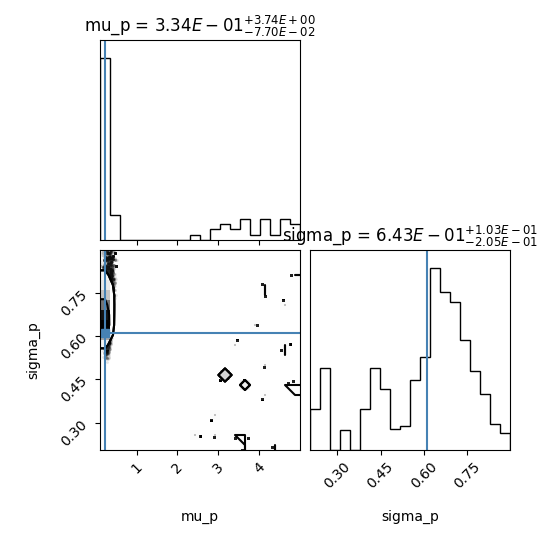 mu_p = 3.34E − 01+3.74E + 00 −7.70E − 02
sigma_p = 6.43E − 01+1.03E − 01 −2.05E − 01
0.75
0.60
0.45
0.30
sigma_p
1 2 3 4
0.30 0.45 0.60 0.75
mu_p
sigma_p